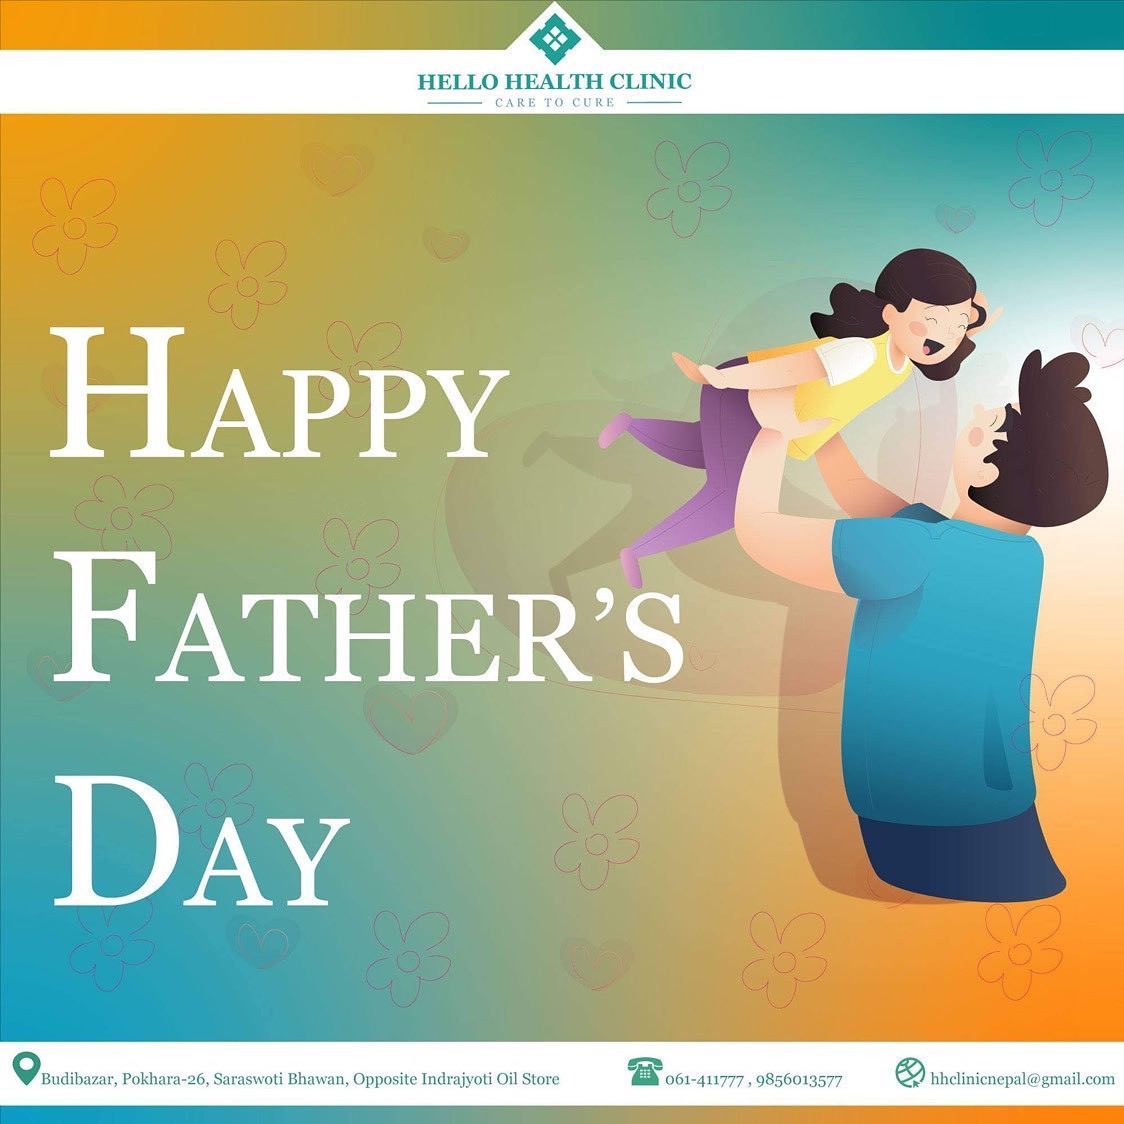 HELLO HEALTH CLINIC
CARE TO CURE
HAPPY
FATHER'S
DAY
Budibazar, Pokhara-26, Saraswoti Bhawan, Opposite Indrajyoti Oil Store
061-411777 , 9856013577
hhclinicnepal@gmail.com